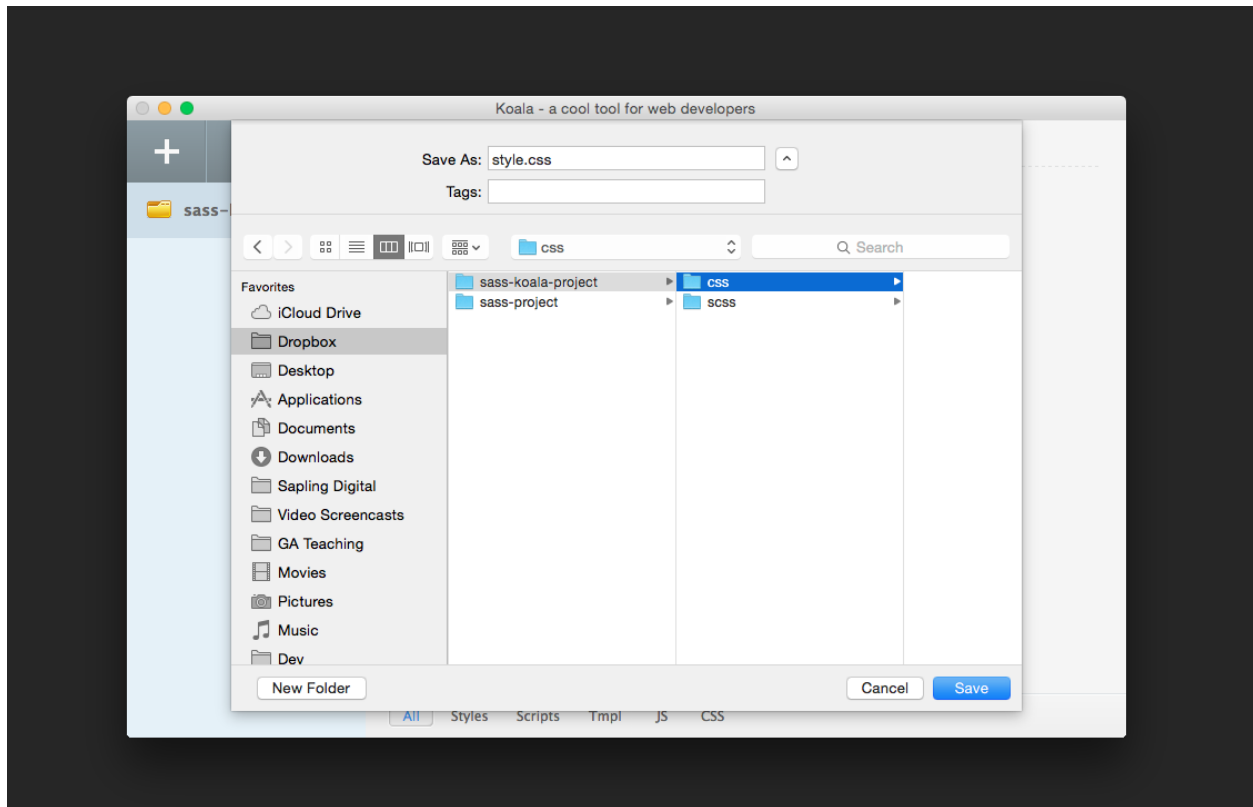 Koala - a cool tool for web developers
+
Save As: style.css
Tags:
sass-
css
Search
Favorites
iCloud Drive
Dropbox
Desktop
Applications
Documents
Downloads
Sapling Digital
Video Screencasts
GA Teaching
Movies
Pictures
Music
Dev
sass-koala-project
sass-project
css
scss
New Folder
Cancel
Save
All Styles Scripts Tmpl JS CSS